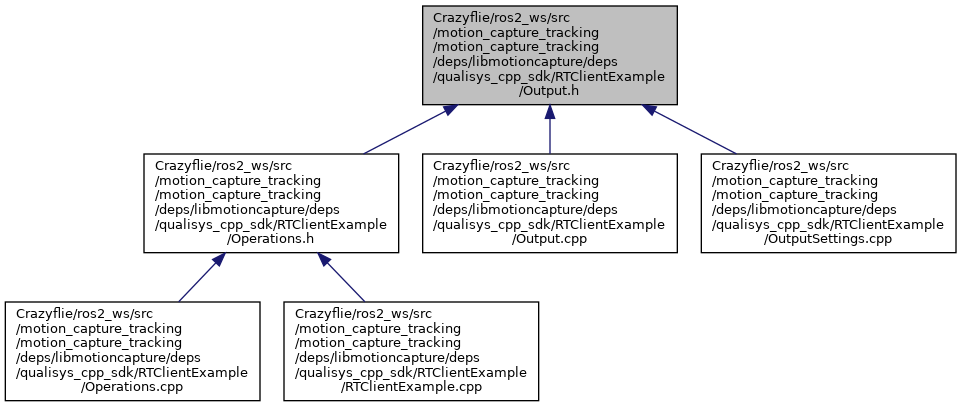 Crazyflie/ros2_ws/src
/motion_capture_tracking
/motion_capture_tracking
/deps/libmotioncapture/deps
/qualisys_cpp_sdk/RTClientExample
/Output.h
Crazyflie/ros2_ws/src
/motion_capture_tracking
/motion_capture_tracking
/deps/libmotioncapture/deps
/qualisys_cpp_sdk/RTClientExample
/Operations.h
Crazyflie/ros2_ws/src
/motion_capture_tracking
/motion_capture_tracking
/deps/libmotioncapture/deps
/qualisys_cpp_sdk/RTClientExample
/Output.cpp
Crazyflie/ros2_ws/src
/motion_capture_tracking
/motion_capture_tracking
/deps/libmotioncapture/deps
/qualisys_cpp_sdk/RTClientExample
/OutputSettings.cpp
Crazyflie/ros2_ws/src
/motion_capture_tracking
/motion_capture_tracking
/deps/libmotioncapture/deps
/qualisys_cpp_sdk/RTClientExample
/Operations.cpp
Crazyflie/ros2_ws/src
/motion_capture_tracking
/motion_capture_tracking
/deps/libmotioncapture/deps
/qualisys_cpp_sdk/RTClientExample
/RTClientExample.cpp